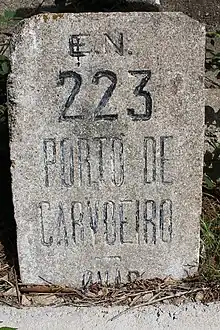 E.N.
223
PORTO DE
CARVOEIRO